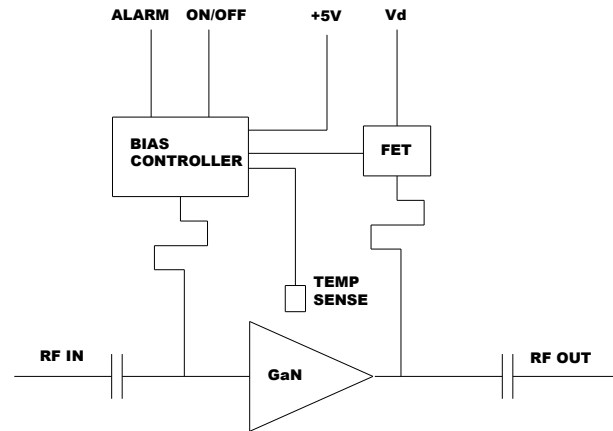 ALARM ON/OFF +5V Vd
BIAS
CONTROLLER
FET
TEMP
SENSE
RF IN
GaN
RF OUT